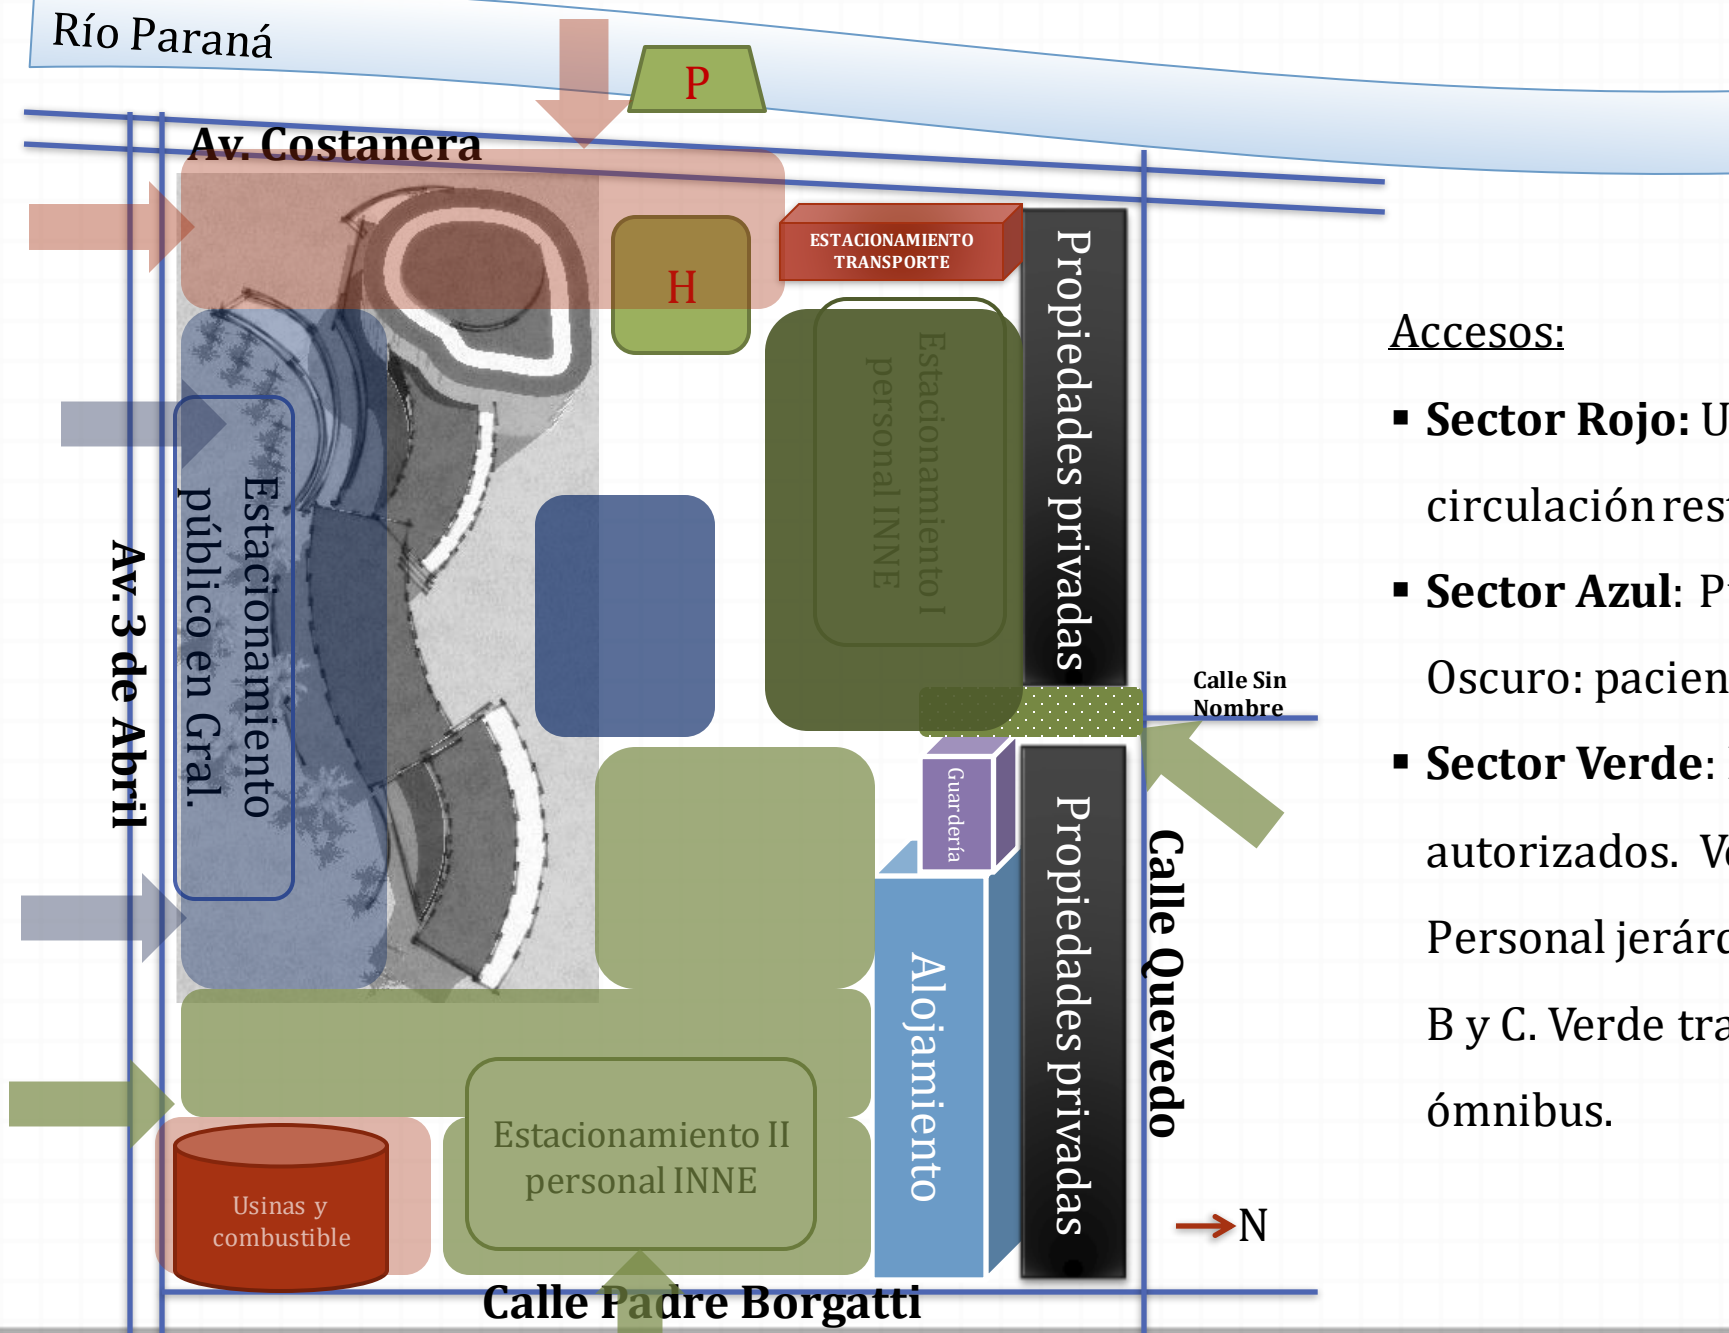 Río Paraná
P
Av. Costanera
H
ESTACIONAMIENTO
TRANSPORTE
Propiedades privadas
Estacionamiento I
personal INNE
Estacionamiento
público en Gral.
Av. 3 de Abril
Calle Sin
Nombre
Guardería
Alojamiento
Propiedades privadas
Calle Quevedo
Estacionamiento II
personal INNE
Usinas y
combustible
N
Calle Padre Borgatti
Accesos:
▪ Sector Rojo: U
circulación res
▪ Sector Azul: P
Oscuro: pacien
▪ Sector Verde:
autorizados. V
Personal jerár
B y C. Verde tra
ómnibus.